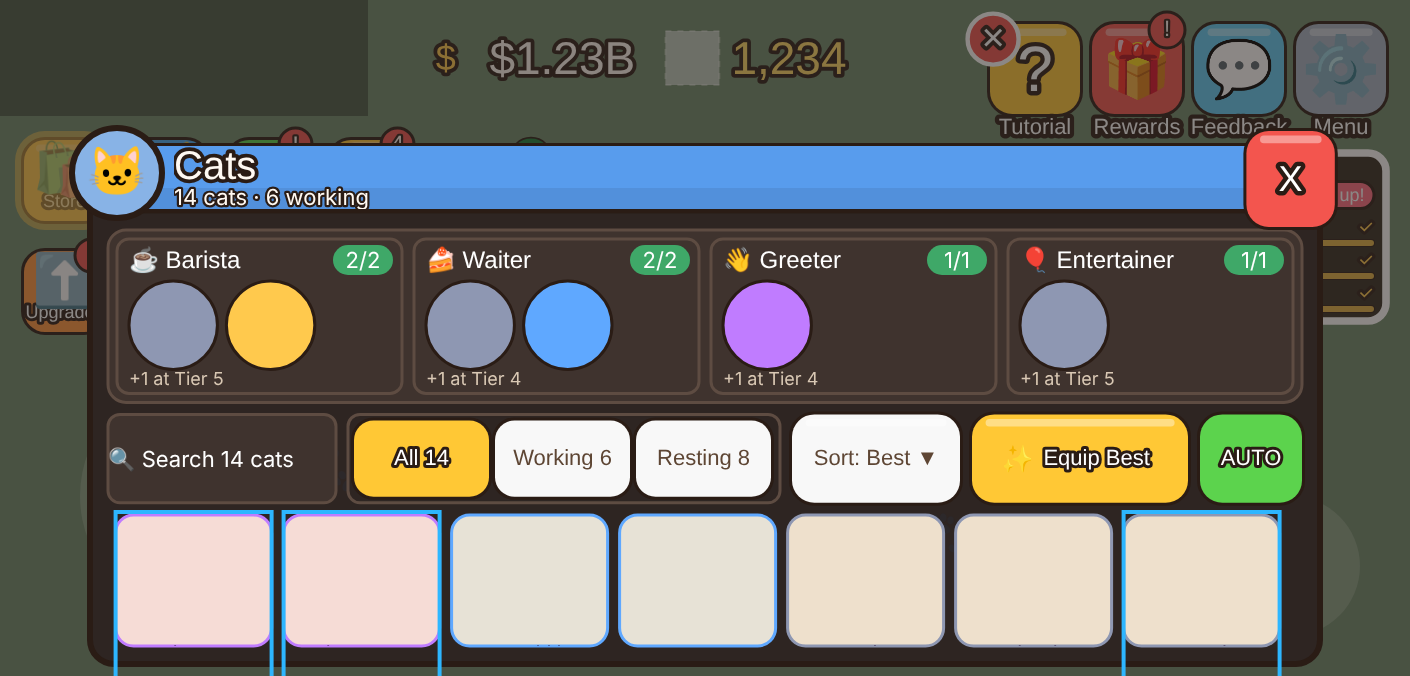 $ $1.23B 1,234
!
?
Tutorial Rewards Feedback Menu
Cats
14 cats · 6 working
X
up!
Barista 2/2
+1 at Tier 5
Waiter 2/2
+1 at Tier 4
Greeter 1/1
+1 at Tier 4
Entertainer 1/1
+1 at Tier 5
Search 14 cats
All 14
Working 6
Resting 8
Sort: Best ▼
Equip Best
AUTO